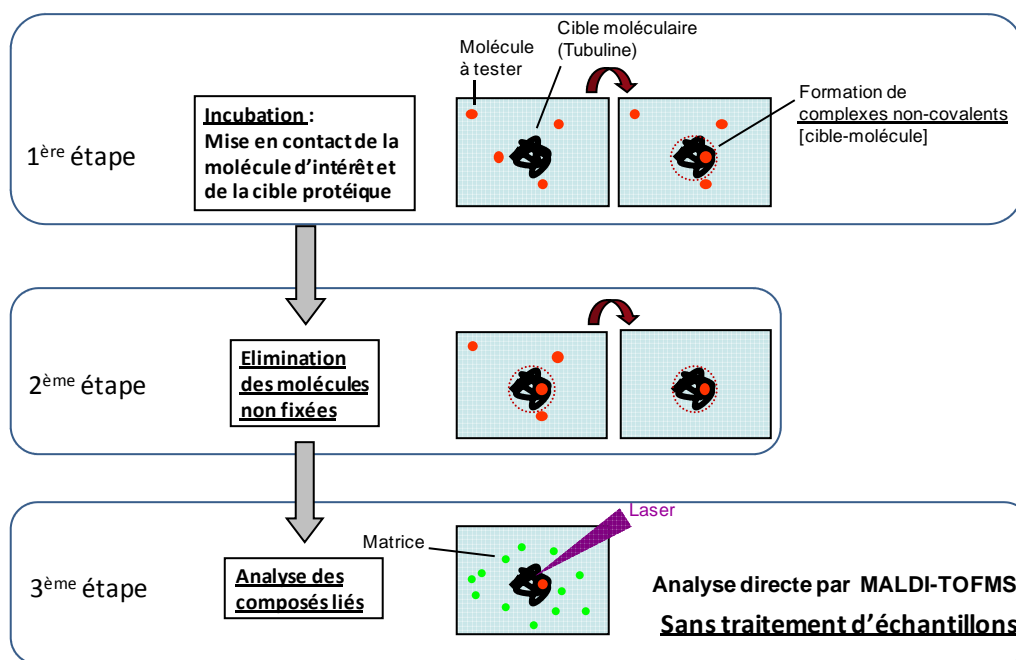 1ère étape
Incubation :
Mise en contact de la
molécule d'intérêt et
de la cible protéique
Molécule
à tester
Cible moléculaire
(Tubuline)
Formation de
complexes non-covalents
[cible-molécule]
2ème étape
Elimination
des molécules
non fixées
3ème étape
Analyse des
composés liés
Matrice
Laser
Analyse directe par MALDI-TOFMS
Sans traitement d'échantillons